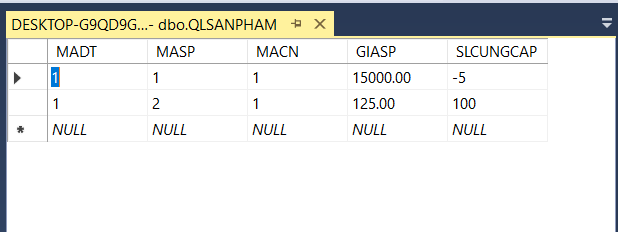 DESKTOP-G9QD9G...- dbo.QLSANPHAM
MADT MASP MACN GIASP SLCUNGCAP
1 1 1 15000.00 -5
1 2 1 125.00 100
* NULL NULL NULL NULL NULL